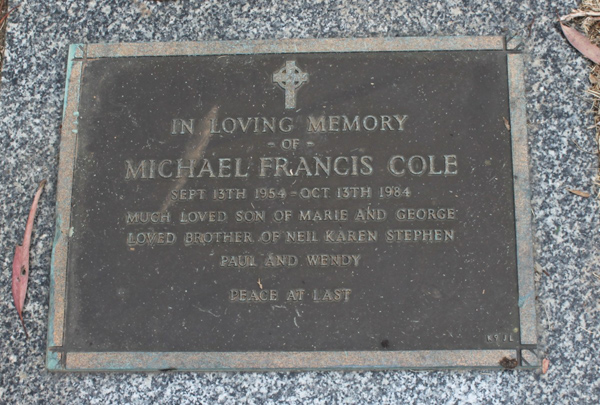 IN LOVING MEMORY
- OF -
MICHAEL FRANCIS COLE
SEPT 13TH 1954 - OCT 13TH 1984
MUCH LOVED SON OF MARIE AND GEORGE
LOVED BROTHER OF NEIL KAREN STEPHEN
PAUL AND WENDY
PEACE AT LAST